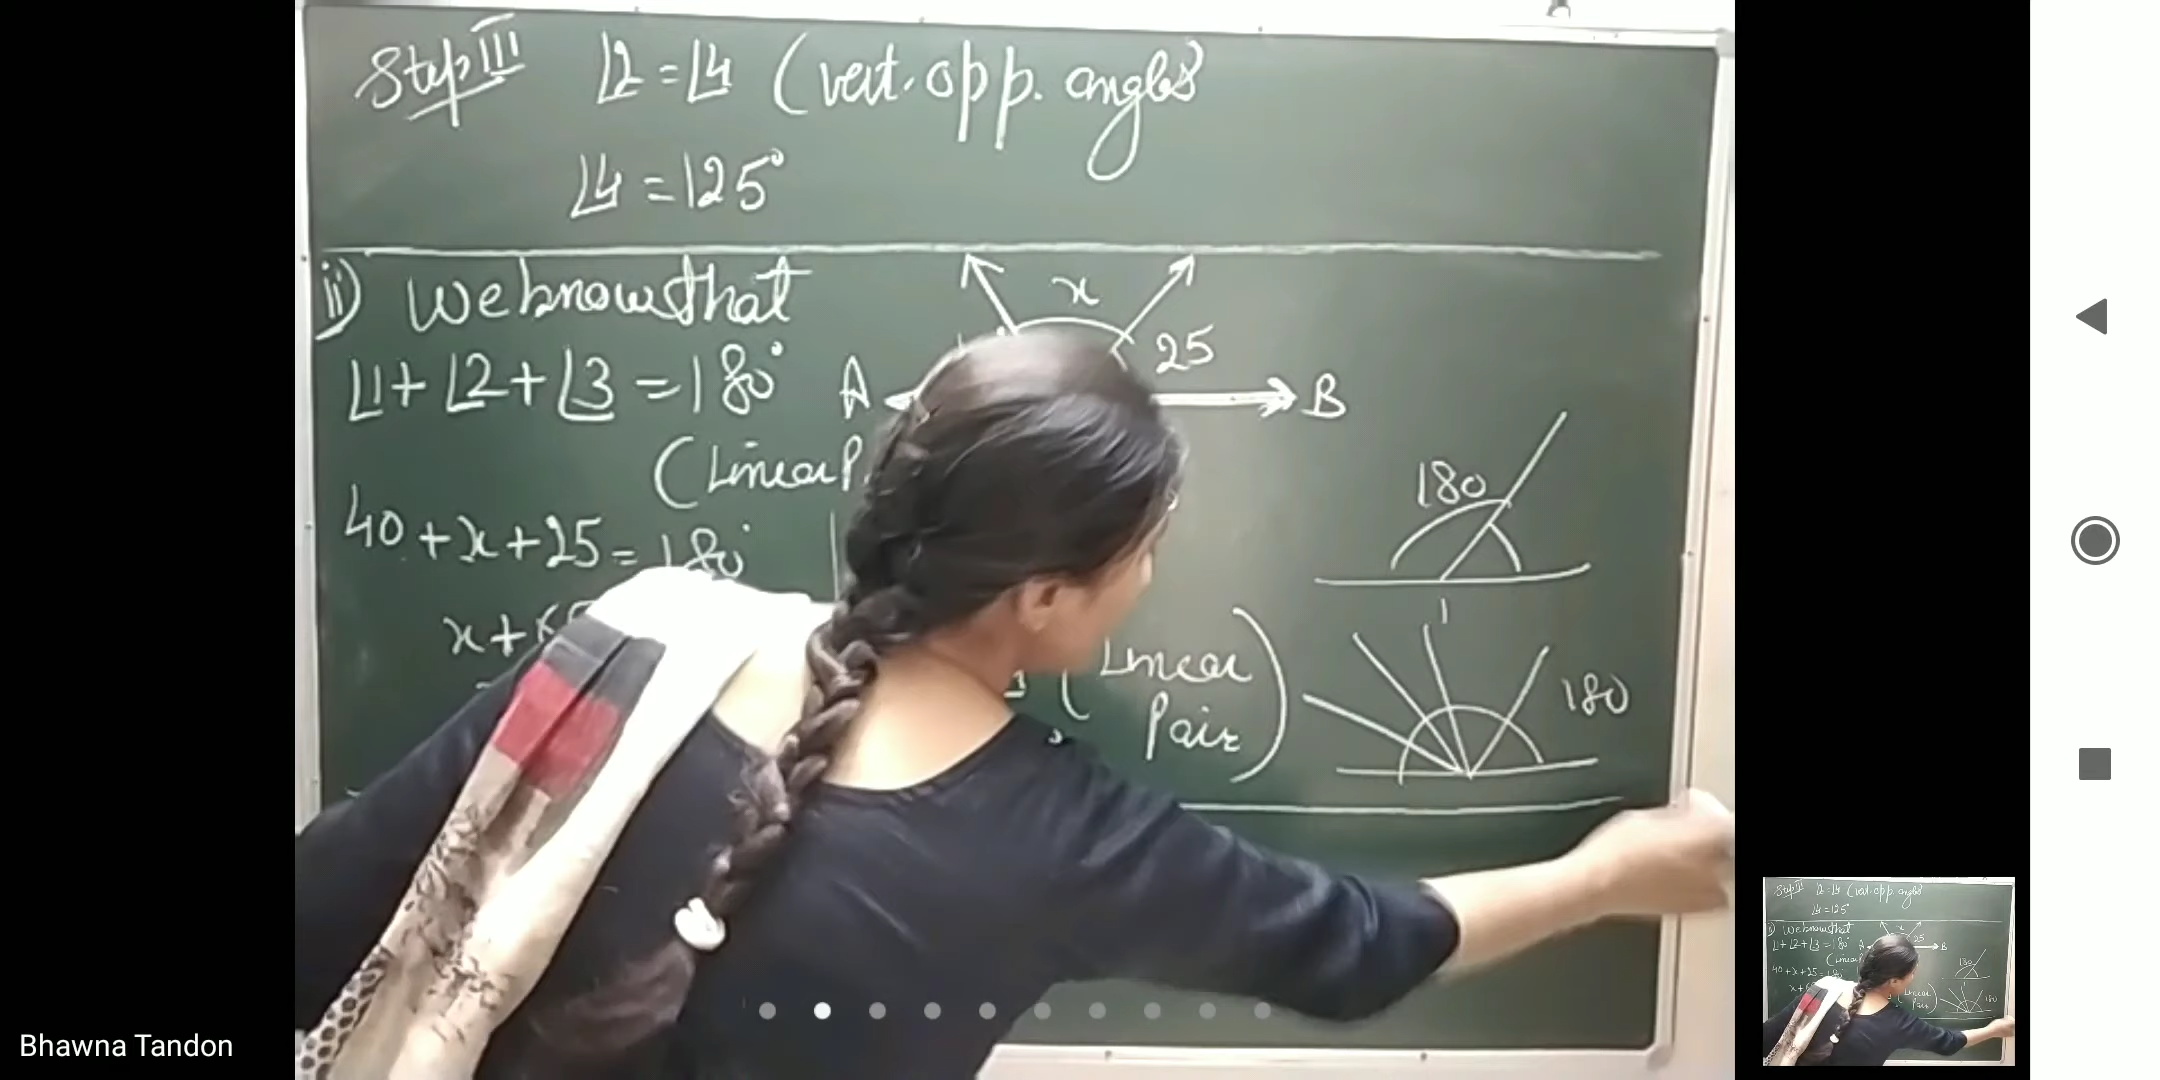 Step III ∠2 = ∠4 (vert. opp. angles
∠4 = 125°
ii) We know that
∠1 + ∠2 + ∠3 = 180°
(Linear P.
40 + x + 25 = 180°
x +
x
25
A
B
180
1
(Linear
Pair)
180
Bhawna Tandon